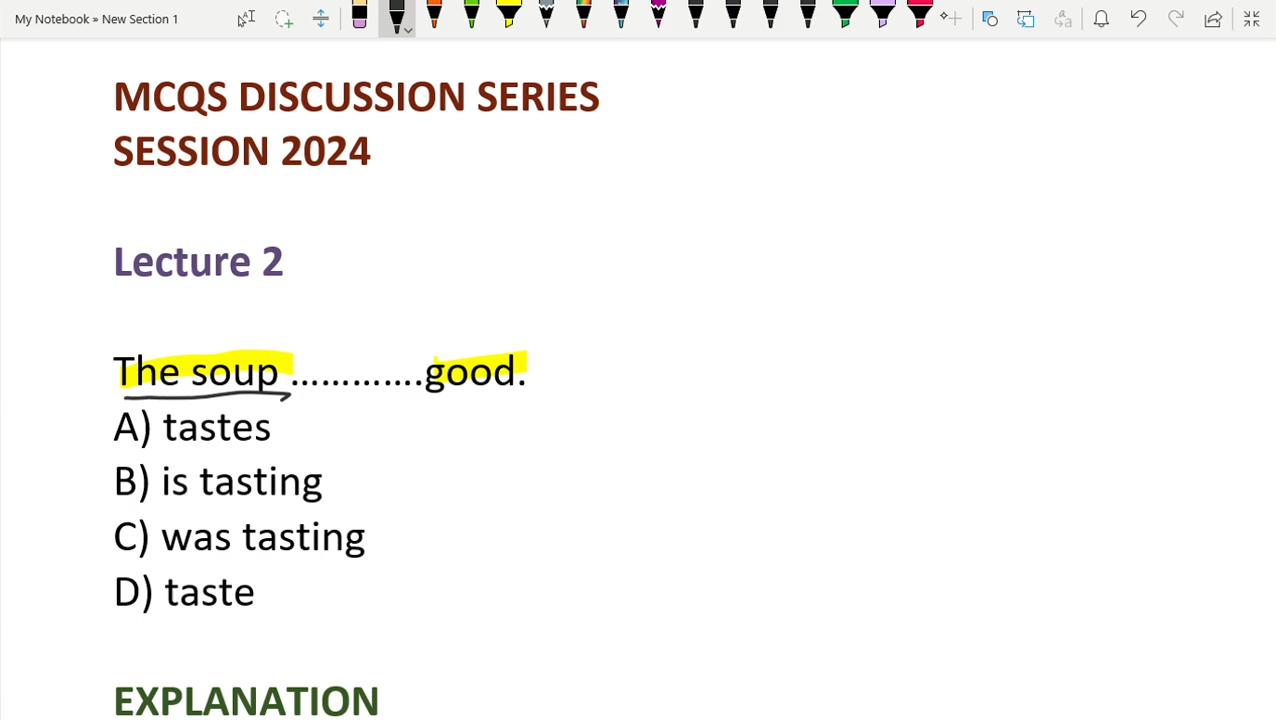 My Notebook » New Section 1
MCQS DISCUSSION SERIES
SESSION 2024
Lecture 2
The soup .............good.
A) tastes
B) is tasting
C) was tasting
D) taste
EXPLANATION